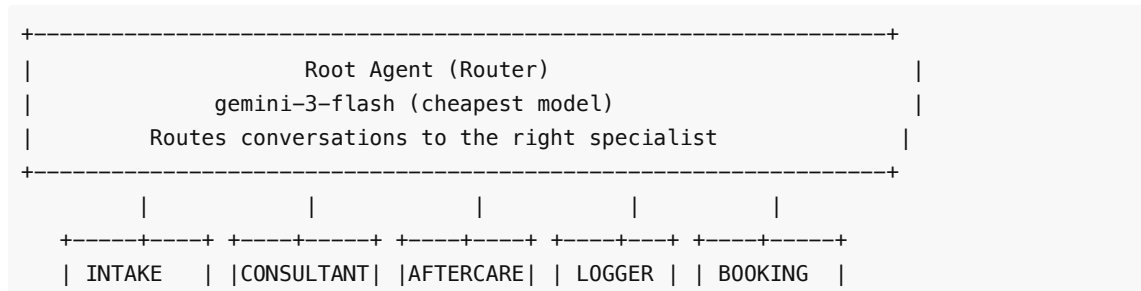 +------------------------------------------------------------------+
|                     Root Agent (Router)                            |
|              gemini-3-flash (cheapest model)                       |
|         Routes conversations to the right specialist              |
+------------------------------------------------------------------+
         |            |            |           |          |
   +-----+----+ +----+-----+ +----+----+ +----+---+ +----+-----+
   | INTAKE   | |CONSULTANT| |AFTERCARE| | LOGGER | | BOOKING  |